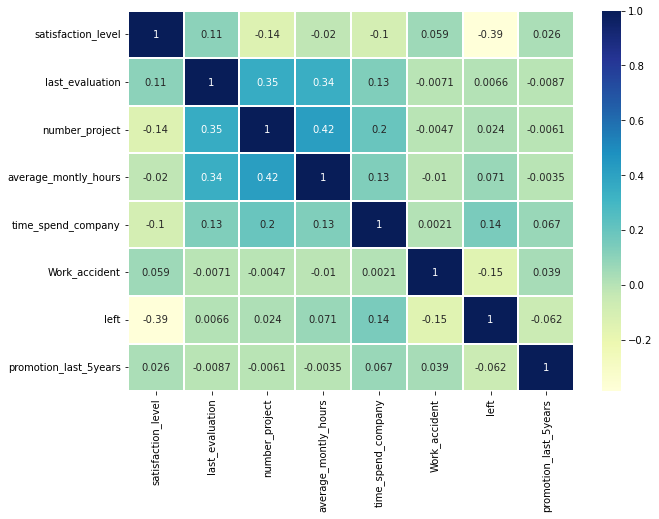 satisfaction_level 1 0.11 -0.14 -0.02 -0.1 0.059 -0.39 0.026
last_evaluation 0.11 1 0.35 0.34 0.13 -0.0071 0.0066 -0.0087
number_project -0.14 0.35 1 0.42 0.2 -0.0047 0.024 -0.0061
average_montly_hours -0.02 0.34 0.42 1 0.13 -0.01 0.071 -0.0035
time_spend_company -0.1 0.13 0.2 0.13 1 0.0021 0.14 0.067
Work_accident 0.059 -0.0071 -0.0047 -0.01 0.0021 1 -0.15 0.039
left -0.39 0.0066 0.024 0.071 0.14 -0.15 1 -0.062
promotion_last_5years 0.026 -0.0087 -0.0061 -0.0035 0.067 0.039 -0.062 1
satisfaction_level
last_evaluation
number_project
average_montly_hours
time_spend_company
Work_accident
left
promotion_last_5years
1.0
0.8
0.6
0.4
0.2
0.0
-0.2